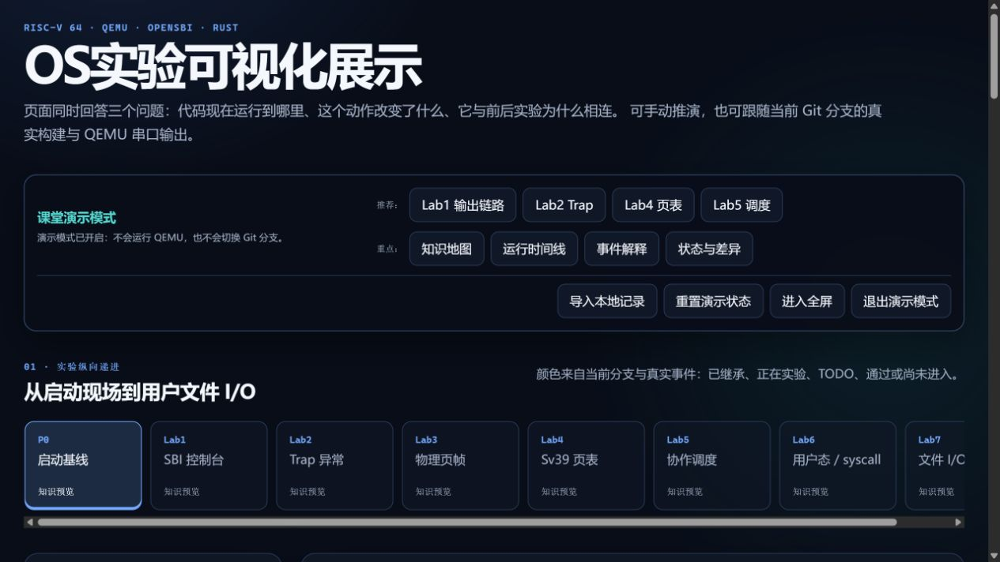 RISC-V 64 · QEMU · OPENSBI · RUST
OS实验可视化展示
页面同时回答三个问题：代码现在运行到哪里、这个动作改变了什么、它与前后实验为什么相连。 可手动推演，也可跟随当前 Git 分支的真
实构建与 QEMU 串口输出。
课堂演示模式
演示模式已开启：不会运行 QEMU，也不会切换 Git 分支。
推荐：
Lab1 输出链路
Lab2 Trap
Lab4 页表
Lab5 调度
重点：
知识地图
运行时间线
事件解释
状态与差异
导入本地记录
重置演示状态
进入全屏
退出演示模式
01 · 实验纵向递进
从启动现场到用户文件 I/O
颜色来自当前分支与真实事件：已继承、正在实验、TODO、通过或尚未进入。
P0
启动基线
知识预览
Lab1
SBI 控制台
知识预览
Lab2
Trap 异常
知识预览
Lab3
物理页帧
知识预览
Lab4
Sv39 页表
知识预览
Lab5
协作调度
知识预览
Lab6
用户态 / syscall
知识预览
Lab7
文件 I/O
知识预览